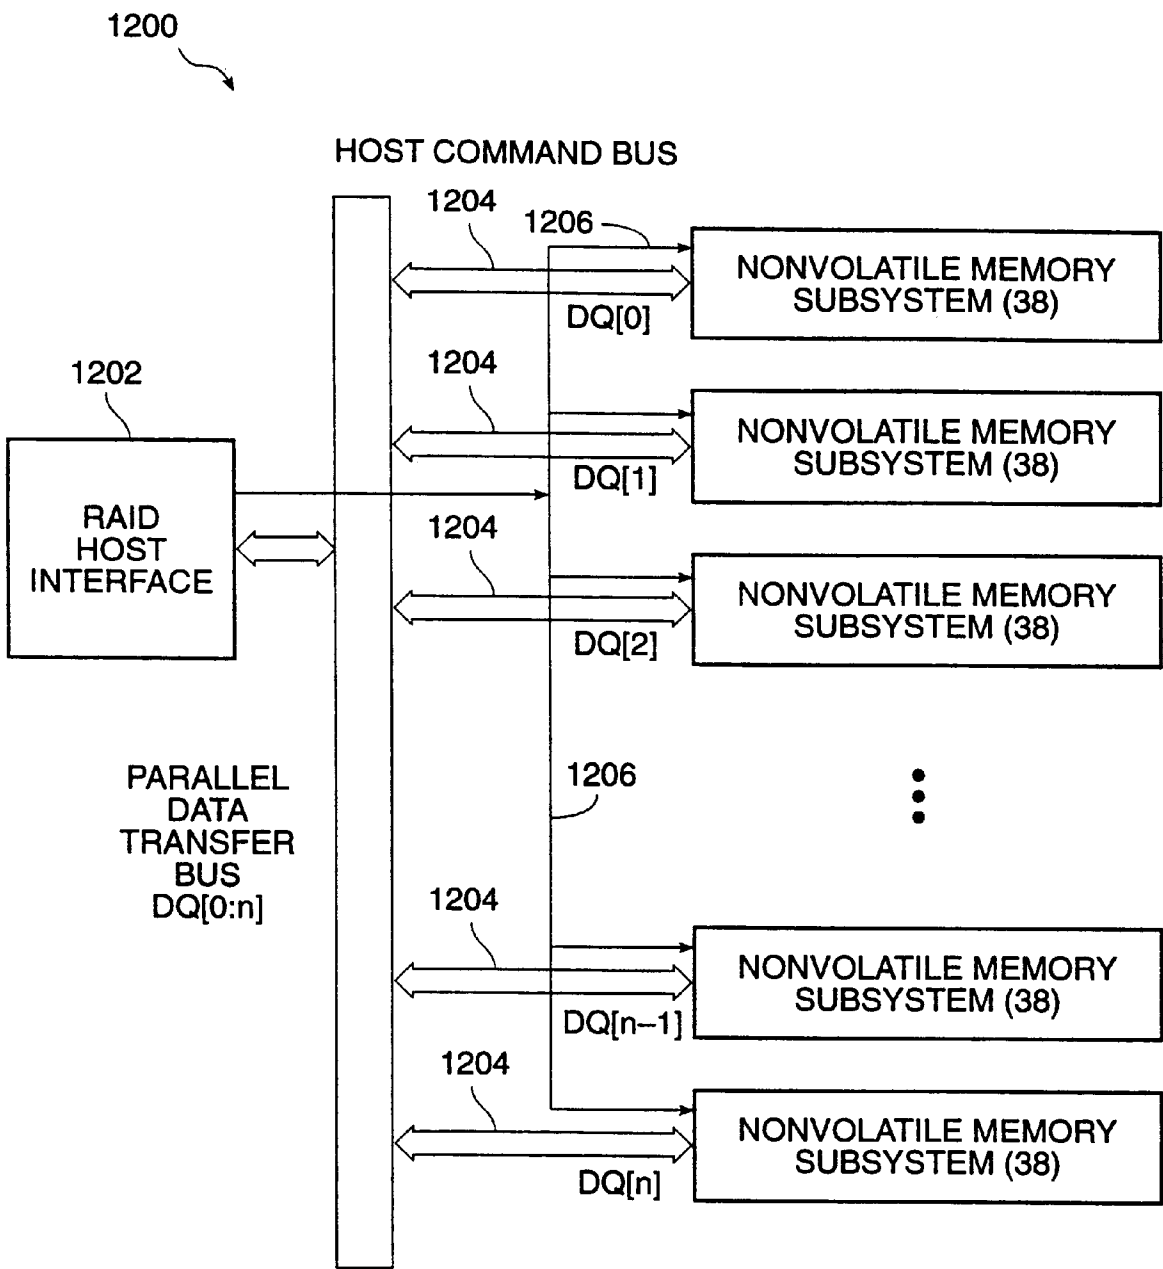 1200
HOST COMMAND BUS
1204
1206
NONVOLATILE MEMORY
SUBSYSTEM (38)
DQ[0]
1204
1202
NONVOLATILE MEMORY
SUBSYSTEM (38)
DQ[1]
RAID
HOST
INTERFACE
1204
NONVOLATILE MEMORY
SUBSYSTEM (38)
DQ[2]
1206
PARALLEL
DATA
TRANSFER
BUS
DQ[0:n]
1204
NONVOLATILE MEMORY
SUBSYSTEM (38)
DQ[n–1]
1204
NONVOLATILE MEMORY
SUBSYSTEM (38)
DQ[n]